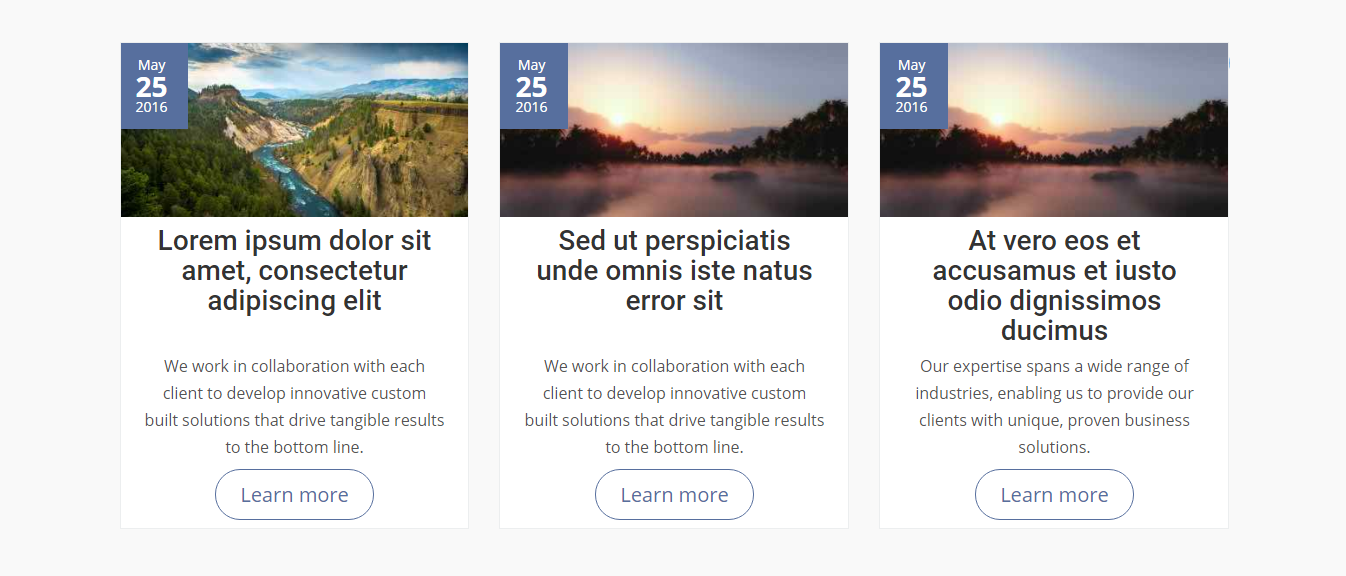 May
25
2016
Lorem ipsum dolor sit
amet, consectetur
adipiscing elit
We work in collaboration with each
client to develop innovative custom
built solutions that drive tangible results
to the bottom line.
Learn more
May
25
2016
Sed ut perspiciatis
unde omnis iste natus
error sit
We work in collaboration with each
client to develop innovative custom
built solutions that drive tangible results
to the bottom line.
Learn more
May
25
2016
At vero eos et
accusamus et iusto
odio dignissimos
ducimus
Our expertise spans a wide range of
industries, enabling us to provide our
clients with unique, proven business
solutions.
Learn more